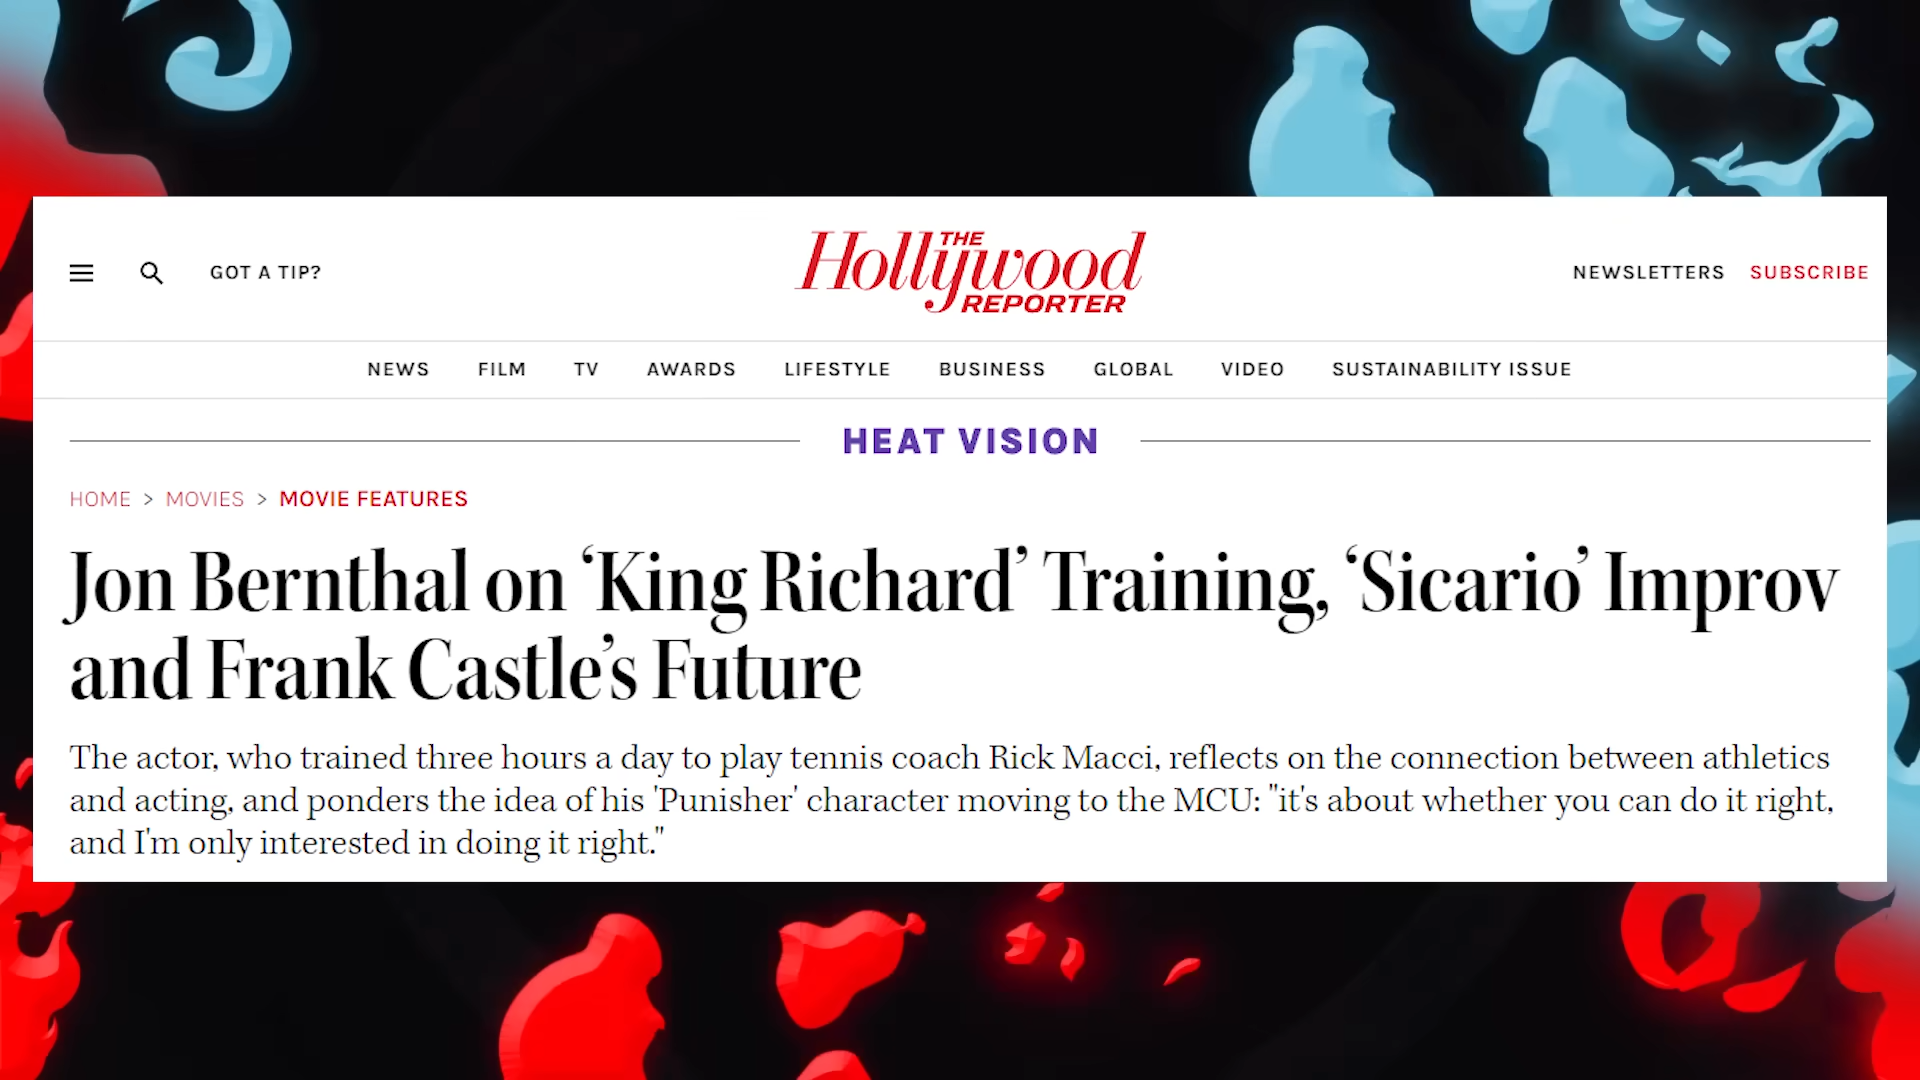 GOT A TIP?
THE
Hollywood
REPORTER
NEWSLETTERS SUBSCRIBE
NEWS FILM TV AWARDS LIFESTYLE BUSINESS GLOBAL VIDEO SUSTAINABILITY ISSUE
HEAT VISION
HOME > MOVIES > MOVIE FEATURES
Jon Bernthal on ‘King Richard’ Training, ‘Sicario’ Improv
and Frank Castle’s Future
The actor, who trained three hours a day to play tennis coach Rick Macci, reflects on the connection between athletics
and acting, and ponders the idea of his 'Punisher' character moving to the MCU: "it's about whether you can do it right,
and I'm only interested in doing it right."